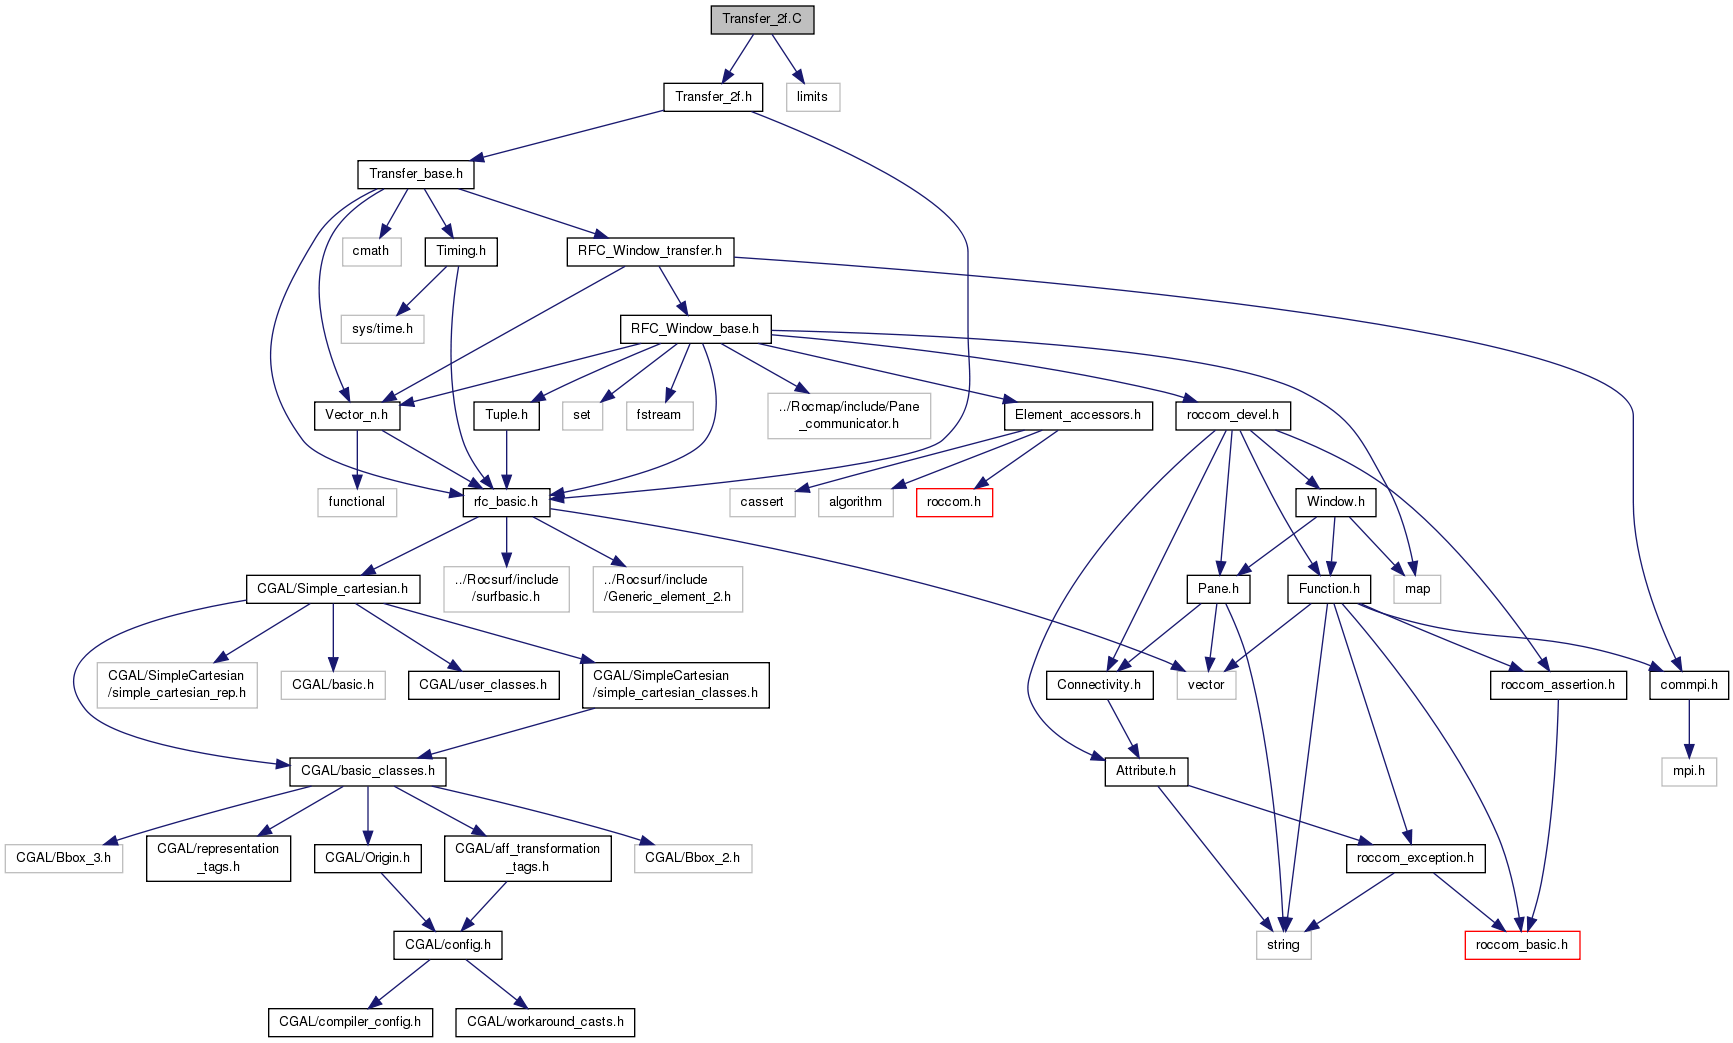 Transfer_2f.C
Transfer_2f.h
limits
Transfer_base.h
cmath
Timing.h
RFC_Window_transfer.h
sys/time.h
RFC_Window_base.h
Vector_n.h
Tuple.h
set
fstream
../Rocmap/include/Pane
_communicator.h
Element_accessors.h
roccom_devel.h
functional
rfc_basic.h
cassert
algorithm
roccom.h
Window.h
CGAL/Simple_cartesian.h
../Rocsurf/include
/surfbasic.h
../Rocsurf/include
/Generic_element_2.h
Pane.h
Function.h
map
CGAL/SimpleCartesian
/simple_cartesian_rep.h
CGAL/basic.h
CGAL/user_classes.h
CGAL/SimpleCartesian
/simple_cartesian_classes.h
Connectivity.h
vector
roccom_assertion.h
commpi.h
CGAL/basic_classes.h
Attribute.h
mpi.h
CGAL/Bbox_3.h
CGAL/representation
_tags.h
CGAL/Origin.h
CGAL/aff_transformation
_tags.h
CGAL/Bbox_2.h
roccom_exception.h
CGAL/config.h
string
roccom_basic.h
CGAL/compiler_config.h
CGAL/workaround_casts.h